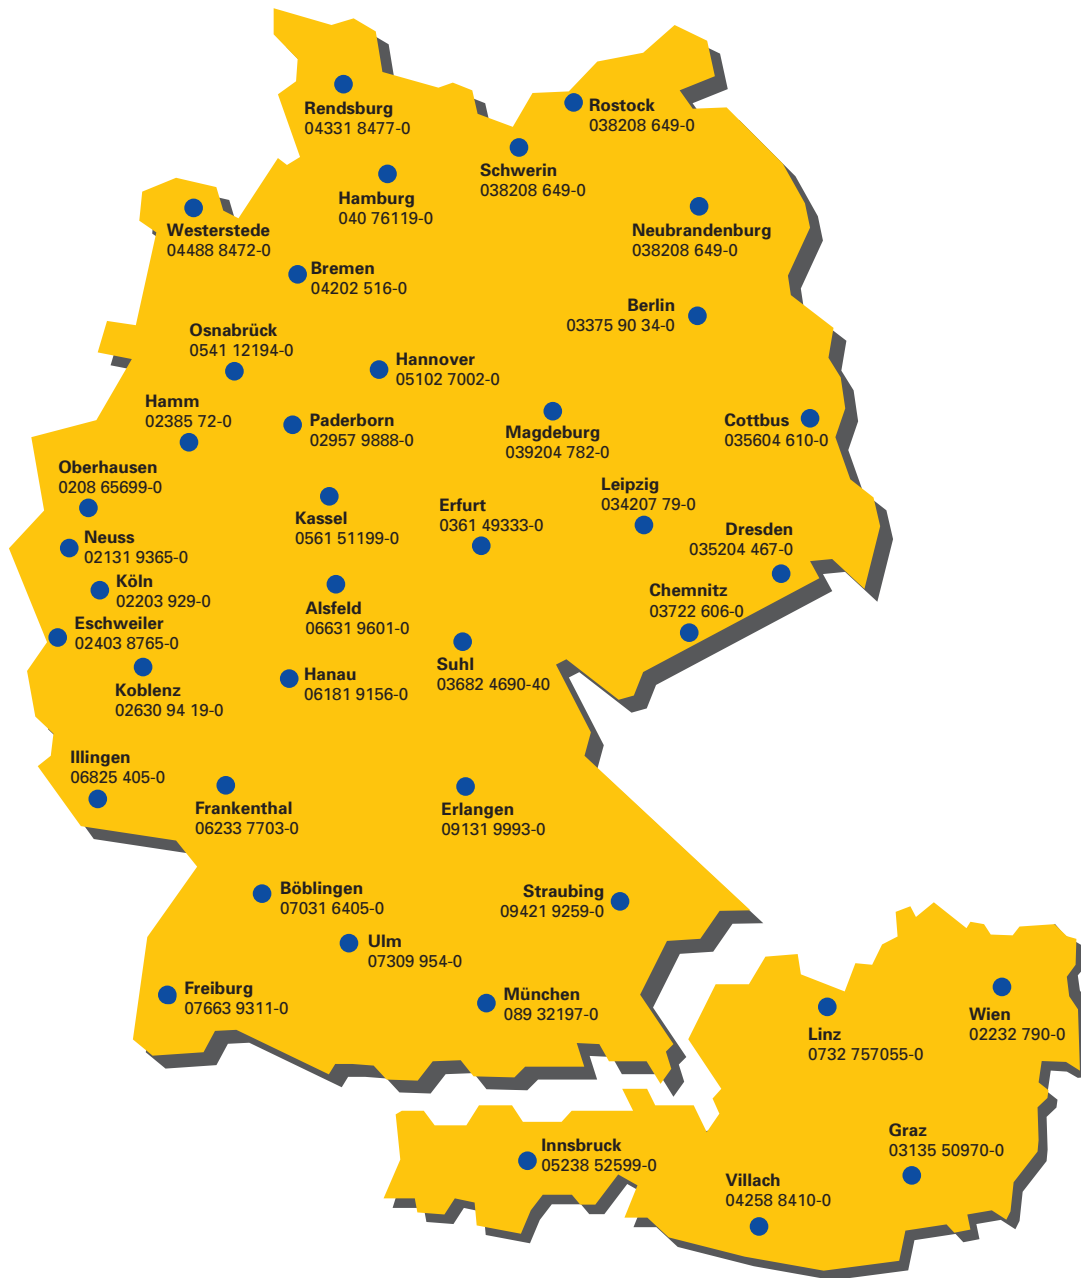 Rendsburg
04331 8477-0
Rostock
038208 649-0
Schwerin
038208 649-0
Hamburg
040 76119-0
Westerstede
04488 8472-0
Neubrandenburg
038208 649-0
Bremen
04202 516-0
Berlin
03375 90 34-0
Osnabrück
0541 12194-0
Hannover
05102 7002-0
Hamm
02385 72-0
Paderborn
02957 9888-0
Magdeburg
039204 782-0
Cottbus
035604 610-0
Oberhausen
0208 65699-0
Leipzig
034207 79-0
Kassel
0561 51199-0
Erfurt
0361 49333-0
Neuss
02131 9365-0
Dresden
035204 467-0
Köln
02203 929-0
Chemnitz
03722 606-0
Alsfeld
06631 9601-0
Eschweiler
02403 8765-0
Suhl
03682 4690-40
Hanau
06181 9156-0
Koblenz
02630 94 19-0
Illingen
06825 405-0
Frankenthal
06233 7703-0
Erlangen
09131 9993-0
Böblingen
07031 6405-0
Straubing
09421 9259-0
Ulm
07309 954-0
Freiburg
07663 9311-0
München
089 32197-0
Wien
02232 790-0
Linz
0732 757055-0
Graz
03135 50970-0
Innsbruck
05238 52599-0
Villach
04258 8410-0